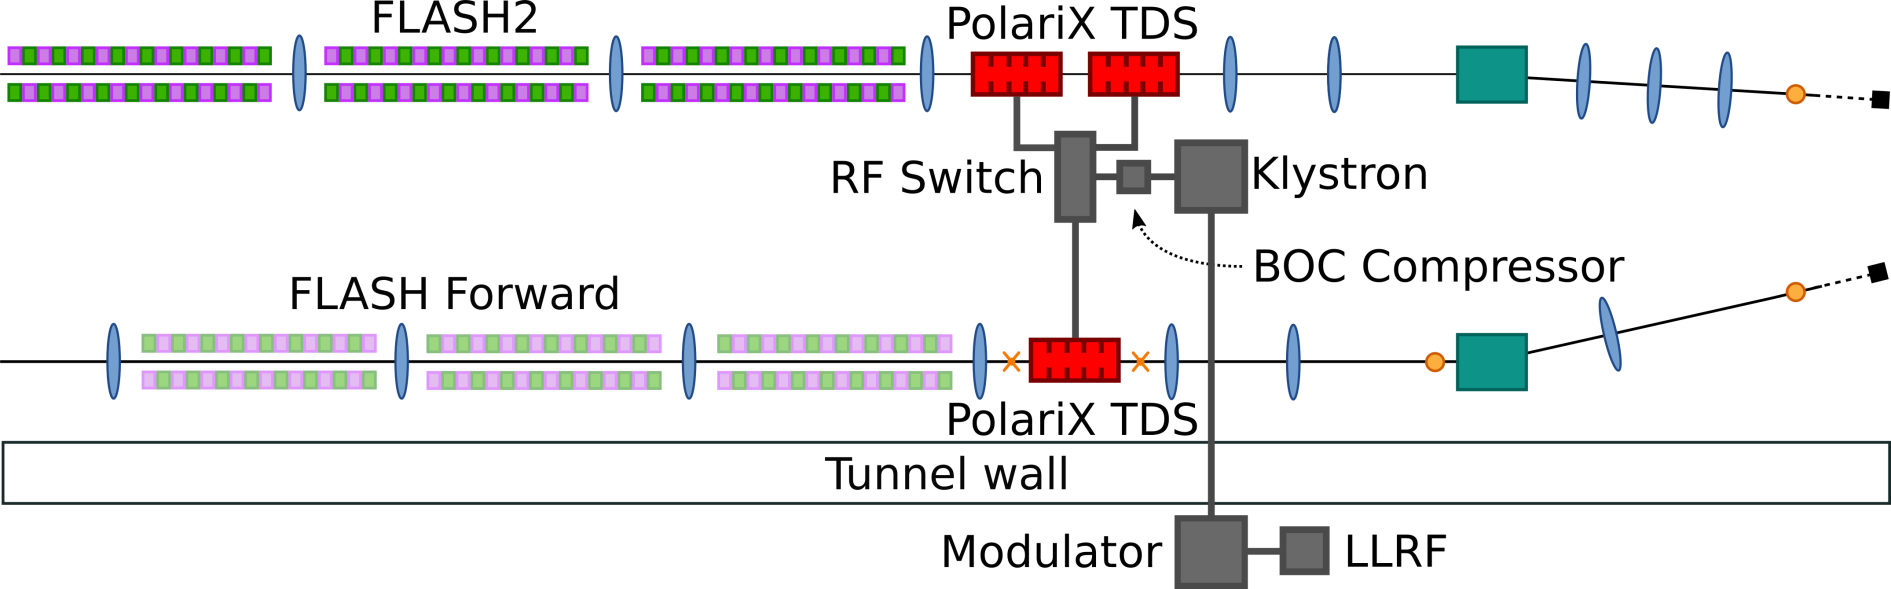 FLASH2
PolariX TDS
RF Switch
Klystron
BOC Compressor
FLASH Forward
PolariX TDS
Tunnel wall
Modulator
LLRF